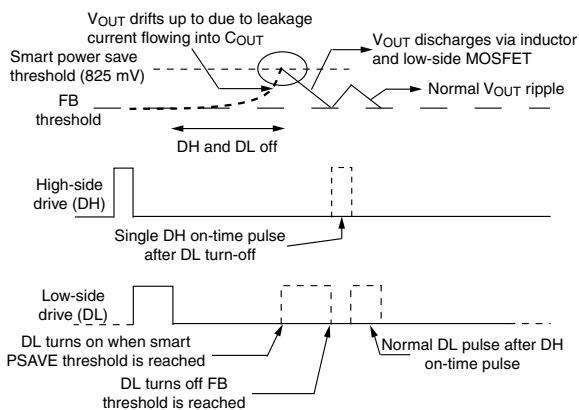 VOUT drifts up to due to leakage
current flowing into COUT
Smart power save
threshold (825 mV)
VOUT discharges via inductor
and low-side MOSFET
FB
threshold
Normal VOUT ripple
DH and DL off
High-side
drive (DH)
Single DH on-time pulse
after DL turn-off
Low-side
drive (DL)
DL turns on when smart
PSAVE threshold is reached
Normal DL pulse after DH
on-time pulse
DL turns off FB
threshold is reached